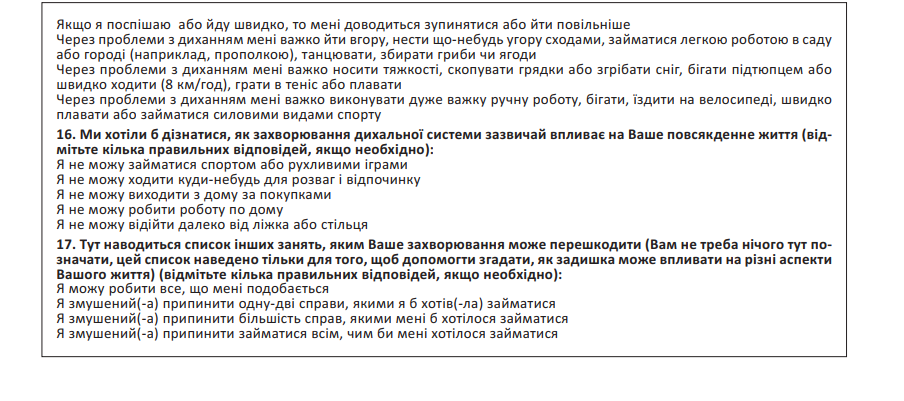 Якщо я поспішаю або йду швидко, то мені доводиться зупинятися або йти повільніше
Через проблеми з диханням мені важко йти вгору, нести що-небудь угору сходами, займатися легкою роботою в саду
або городі (наприклад, прополкою), танцювати, збирати гриби чи ягоди
Через проблеми з диханням мені важко носити тяжкості, скопувати грядки або згрібати сніг, бігати підтюпцем або
швидко ходити (8 км/год), грати в теніс або плавати
Через проблеми з диханням мені важко виконувати дуже важку ручну роботу, бігати, їздити на велосипеді, швидко
плавати або займатися силовими видами спорту
16. Ми хотіли б дізнатися, як захворювання дихальної системи зазвичай впливає на Ваше повсякденне життя (від-
мітьте кілька правильних відповідей, якщо необхідно):
Я не можу займатися спортом або рухливими іграми
Я не можу ходити куди-небудь для розваг і відпочинку
Я не можу виходити з дому за покупками
Я не можу робити роботу по дому
Я не можу відійти далеко від ліжка або стільця
17. Тут наводиться список інших занять, яким Ваше захворювання може перешкодити (Вам не треба нічого тут по-
значати, цей список наведено тільки для того, щоб допомогти згадати, як задишка може впливати на різні аспекти
Вашого життя) (відмітьте кілька правильних відповідей, якщо необхідно):
Я можу робити все, що мені подобається
Я змушений(-а) припинити одну-дві справи, якими я б хотів(-ла) займатися
Я змушений(-а) припинити більшість справ, якими мені б хотілося займатися
Я змушений(-а) припинити займатися всім, чим би мені хотілося займатися